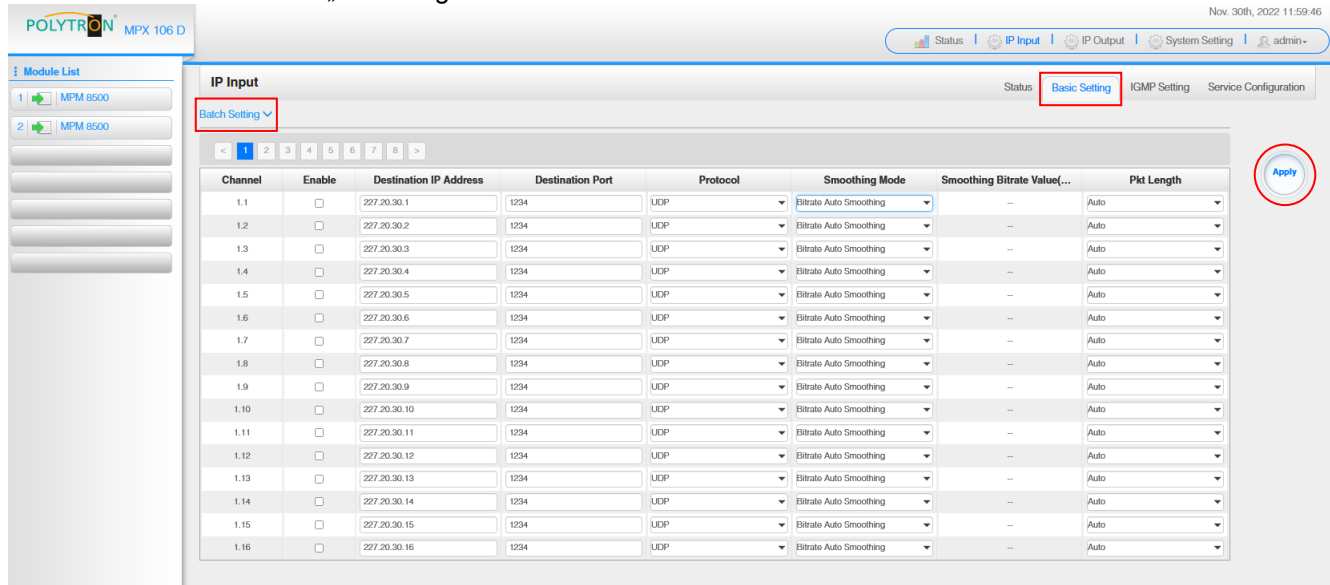 Nov. 30th, 2022 11:59:46
POLYTRON MPX 106 D
Status | IP Input | IP Output | System Setting | admin
Module List
1 MPM 8500
2 MPM 8500
IP Input
Status Basic Setting IGMP Setting Service Configuration
Batch Setting
< 1 2 3 4 5 6 7 8 >
Apply
Channel Enable Destination IP Address Destination Port Protocol Smoothing Mode Smoothing Bitrate Value(... Pkt Length
1.1 227.20.30.1 1234 UDP Bitrate Auto Smoothing -- Auto
1.2 227.20.30.2 1234 UDP Bitrate Auto Smoothing -- Auto
1.3 227.20.30.3 1234 UDP Bitrate Auto Smoothing -- Auto
1.4 227.20.30.4 1234 UDP Bitrate Auto Smoothing -- Auto
1.5 227.20.30.5 1234 UDP Bitrate Auto Smoothing -- Auto
1.6 227.20.30.6 1234 UDP Bitrate Auto Smoothing -- Auto
1.7 227.20.30.7 1234 UDP Bitrate Auto Smoothing -- Auto
1.8 227.20.30.8 1234 UDP Bitrate Auto Smoothing -- Auto
1.9 227.20.30.9 1234 UDP Bitrate Auto Smoothing -- Auto
1.10 227.20.30.10 1234 UDP Bitrate Auto Smoothing -- Auto
1.11 227.20.30.11 1234 UDP Bitrate Auto Smoothing -- Auto
1.12 227.20.30.12 1234 UDP Bitrate Auto Smoothing -- Auto
1.13 227.20.30.13 1234 UDP Bitrate Auto Smoothing -- Auto
1.14 227.20.30.14 1234 UDP Bitrate Auto Smoothing -- Auto
1.15 227.20.30.15 1234 UDP Bitrate Auto Smoothing -- Auto
1.16 227.20.30.16 1234 UDP Bitrate Auto Smoothing -- Auto